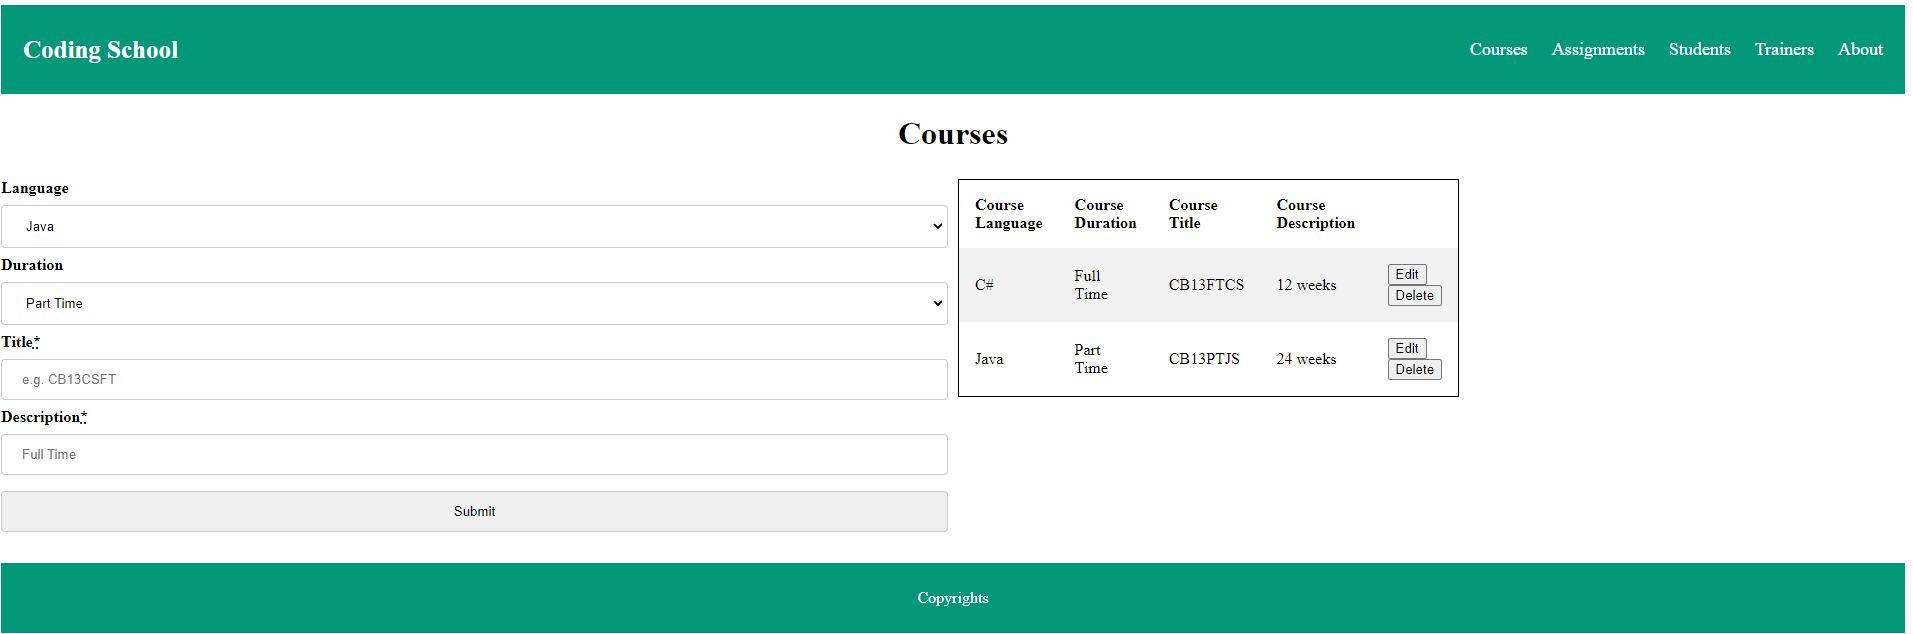 Coding School
Courses Assignments Students Trainers About
Courses
Language
Java
Duration
Part Time
Title*
e.g. CB13CSFT
Description*
Full Time
Submit
Course Language Course Duration Course Title Course Description
C# Full Time CB13FTCS 12 weeks Edit Delete
Java Part Time CB13PTJS 24 weeks Edit Delete
Copyrights